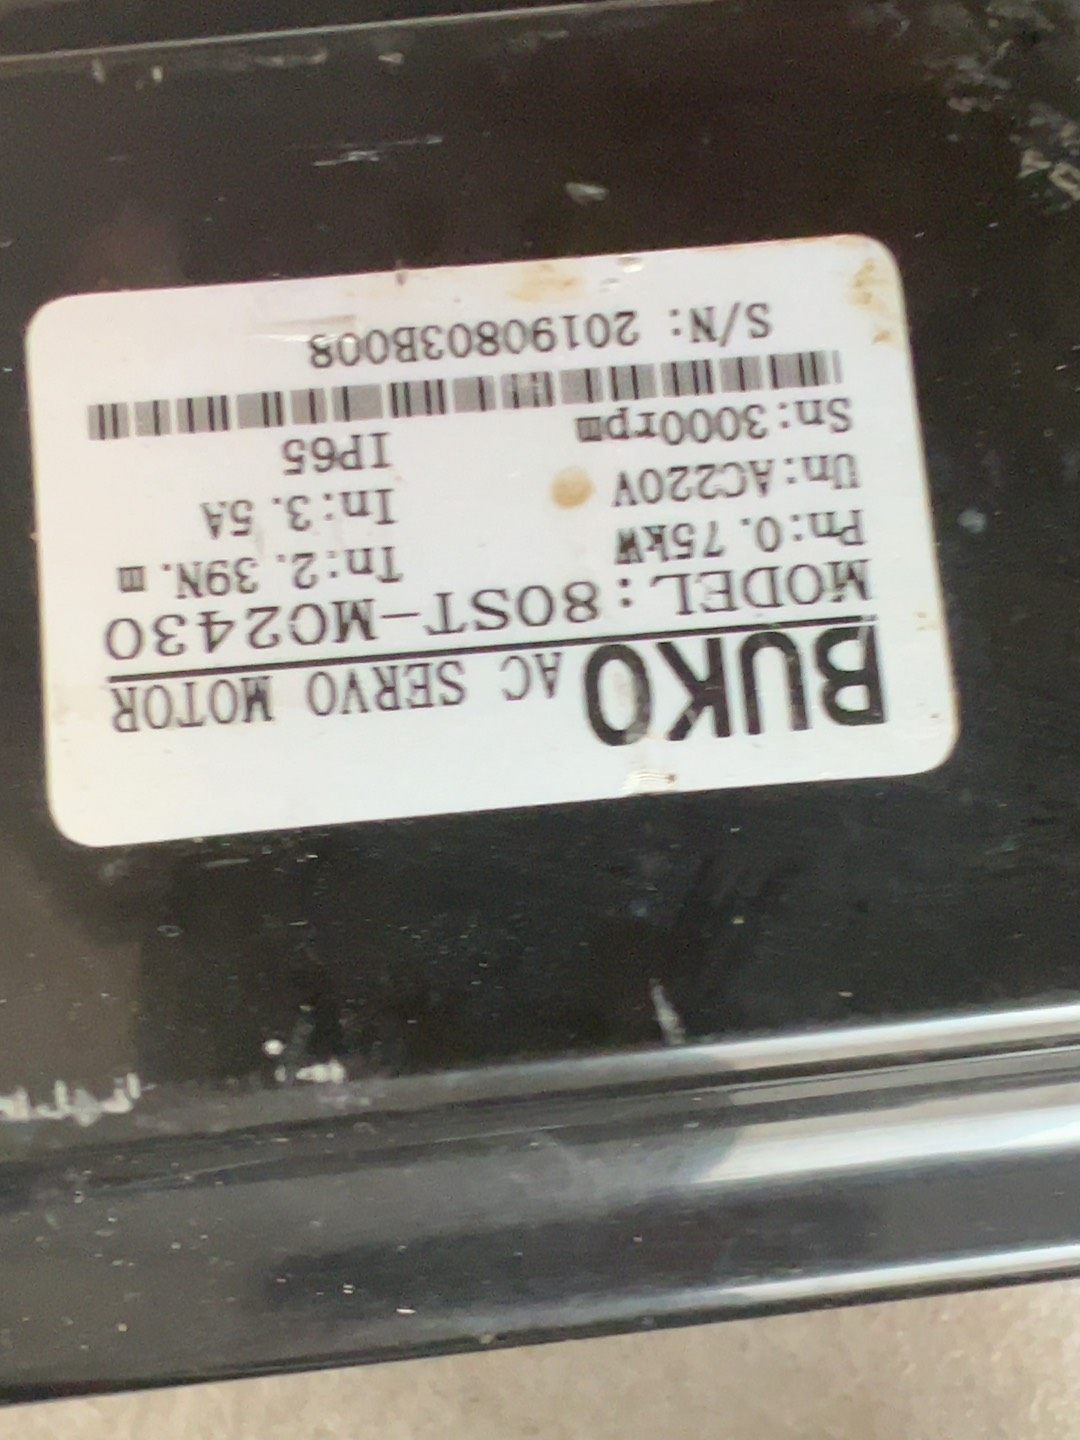 BUKO AC SERVO MOTOR
MODEL: 80ST-MC2430
Pn:0.75kW Tn:2.39N.m
Un:AC220V In:3.5A
Sn:3000rpm IP65
S/N: 20190803B008